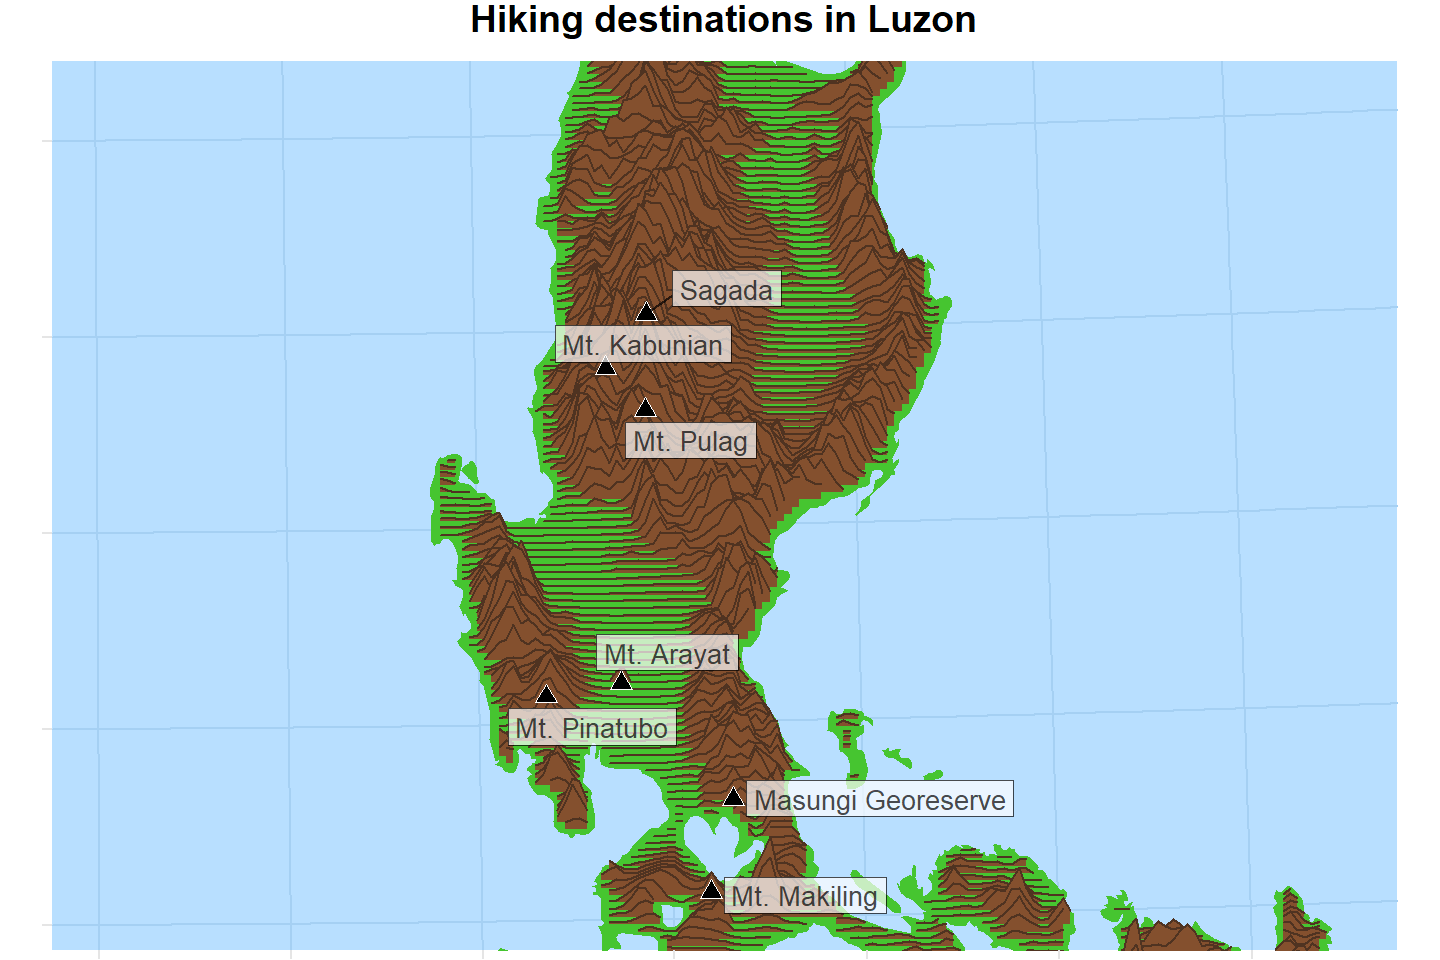 Hiking destinations in Luzon
Sagada
Mt. Kabunian
Mt. Pulag
Mt. Arayat
Mt. Pinatubo
Masungi Georeserve
Mt. Makiling